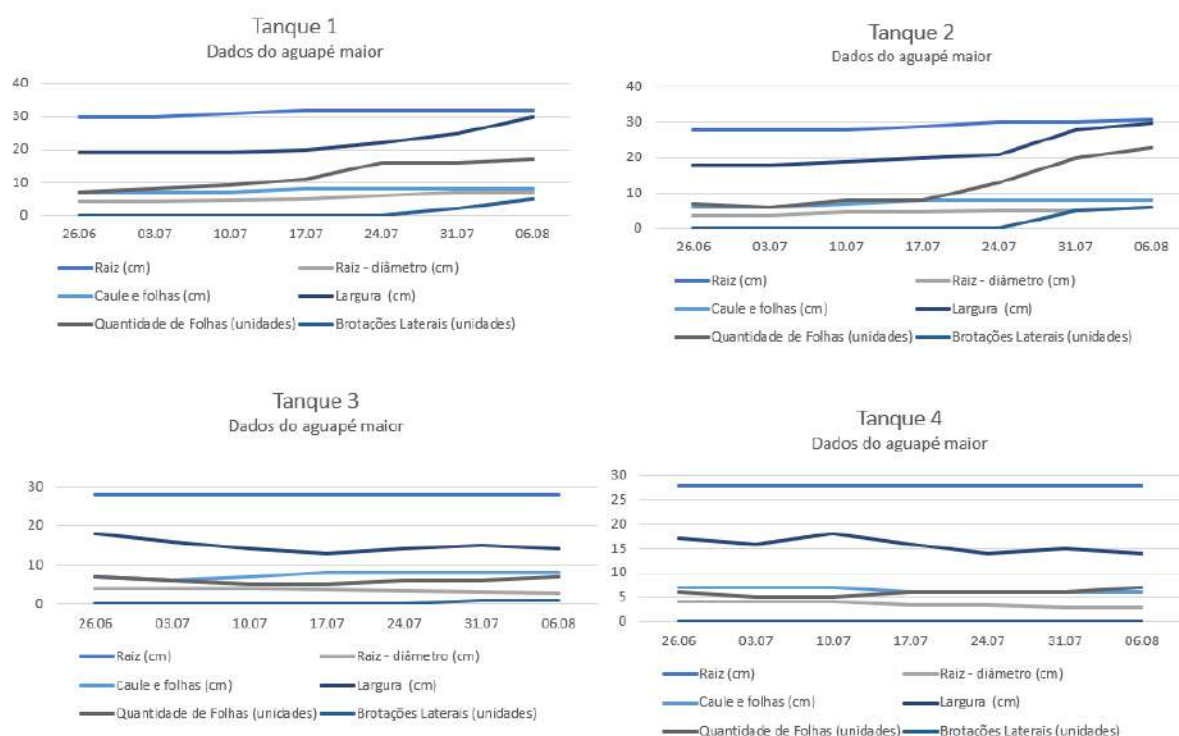 Tanque 1
Dados do aguapé maior
40
30
20
10
0
26.06 03.07 10.07 17.07 24.07 31.07 06.08
Raiz (cm) Raiz - diâmetro (cm)
Caule e folhas (cm) Largura (cm)
Quantidade de Folhas (unidades) Brotações Laterais (unidades)
Tanque 2
Dados do aguapé maior
40
30
20
10
0
26.06 03.07 10.07 17.07 24.07 31.07 06.08
Raiz (cm) Raiz - diâmetro (cm)
Caule e folhas (cm) Largura (cm)
Quantidade de Folhas (unidades) Brotações Laterais (unidades)
Tanque 3
Dados do aguapé maior
30
20
10
0
26.06 03.07 10.07 17.07 24.07 31.07 06.08
Raiz (cm) Raiz - diâmetro (cm)
Caule e folhas (cm) Largura (cm)
Quantidade de Folhas (unidades) Brotações Laterais (unidades)
Tanque 4
Dados do aguapé maior
30
25
20
15
10
5
0
26.06 03.07 10.07 17.07 24.07 31.07 06.08
Raiz (cm) Raiz - diâmetro (cm)
Caule e folhas (cm) Largura (cm)
Quantidade de Folhas (unidades) Brotações Laterais (unidades)